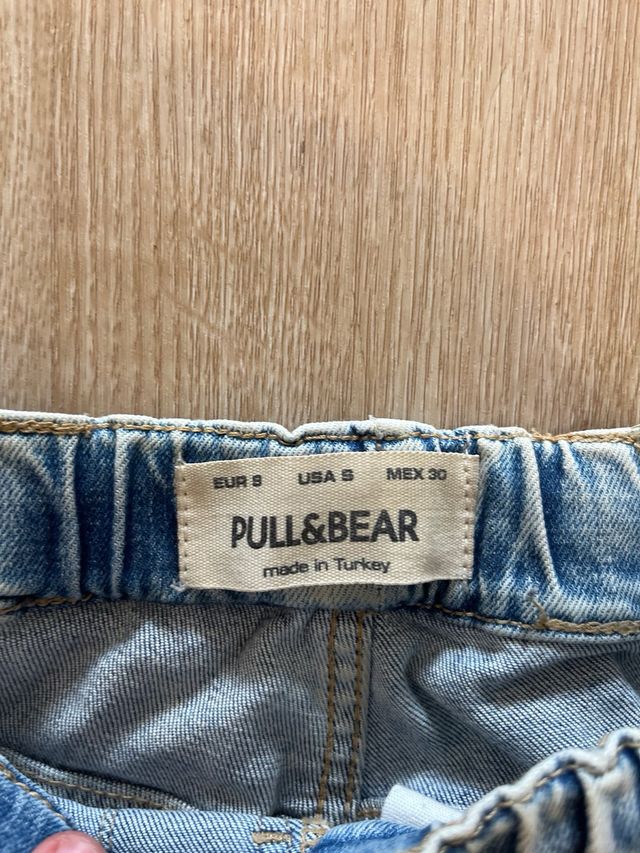 EUR S USA S MEX 30
PULL&BEAR
made in Turkey